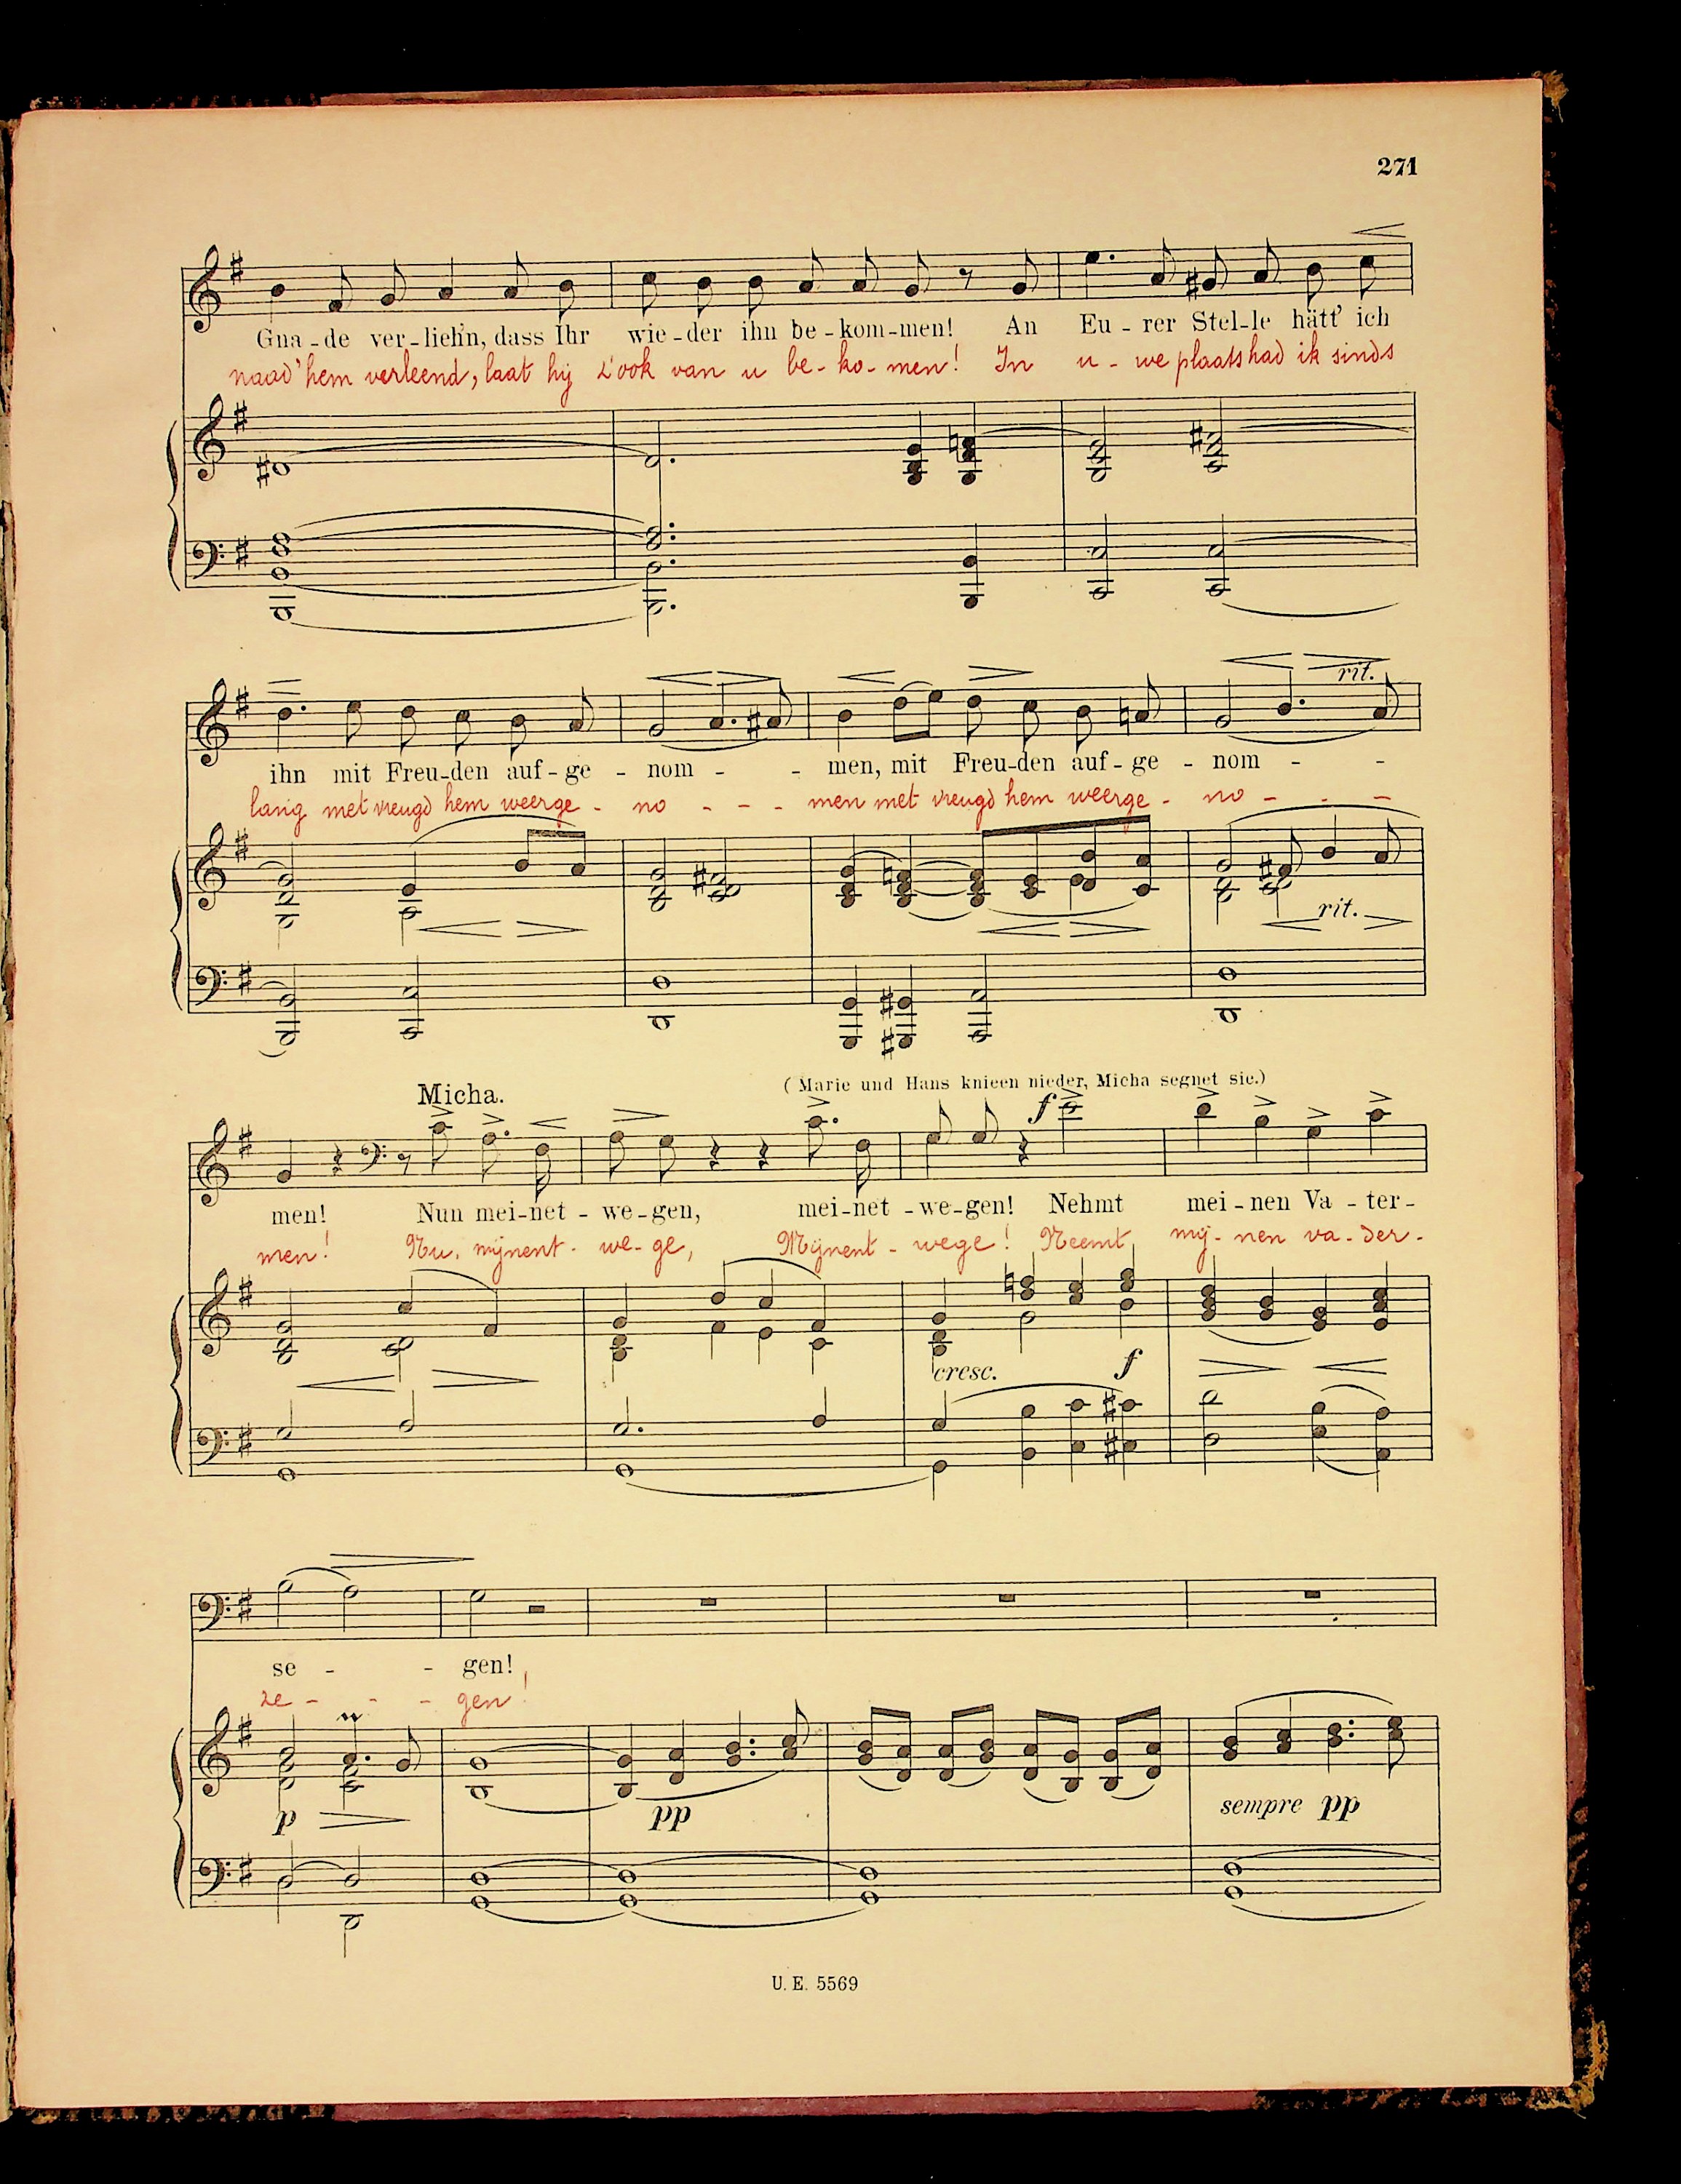 271
Gna-de ver-lieh'n, dass Ihr wie-der ihn be-kom-men! An Eu-rer Stel-le hätt' ich
naad' hem verleend, laat hij z'ook van u be-ko-men! In u-we plaats had ik sinds
rit.
ihn mit Freu-den auf-ge-nom - - men, mit Freu-den auf-ge-nom - -
lang met vreugd hem weerge-no - - - men met vreugd hem weerge-no - - -
rit.
Micha. (Marie und Hans knieen nieder, Micha segnet sie.)
f
men! Nun mei-net-we-gen, mei-net-we-gen! Nehmt mei-nen Va-ter-
men! Nu. mijnent-we-ge, Mijnent-wege! Neemt mij-nen va-der-
cresc. f
se - - gen!
ze - - - gen!
p pp sempre pp
U. E. 5569